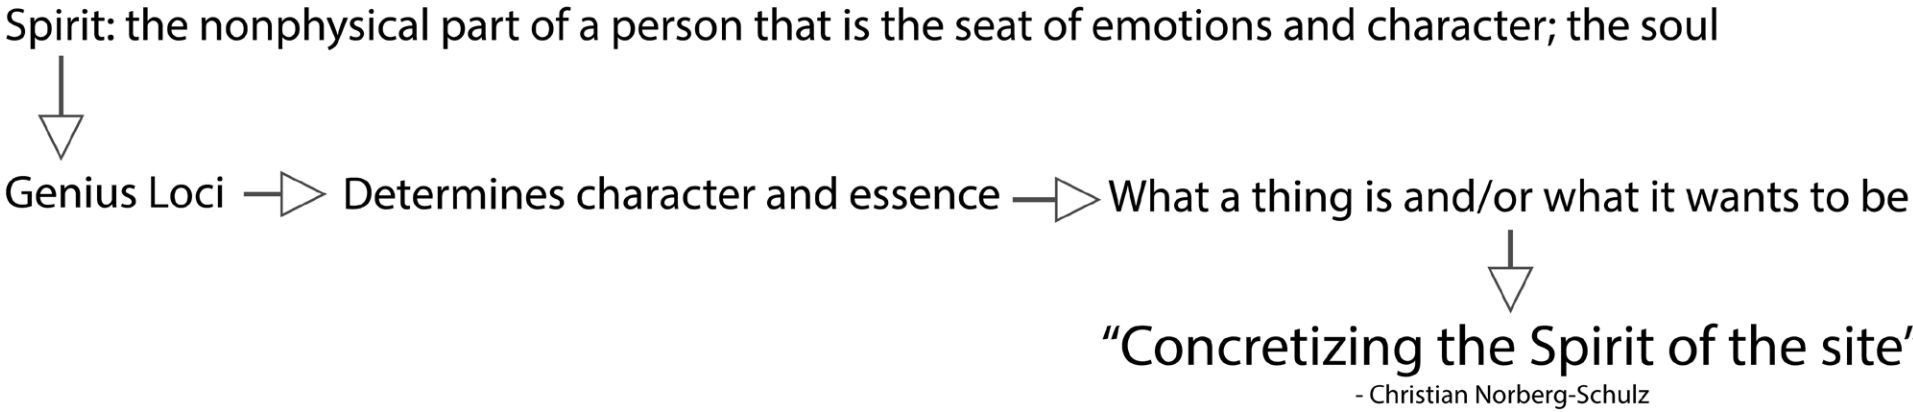 Spirit: the nonphysical part of a person that is the seat of emotions and character; the soul
Genius Loci
Determines character and essence
What a thing is and/or what it wants to be
“Concretizing the Spirit of the site’
- Christian Norberg-Schulz